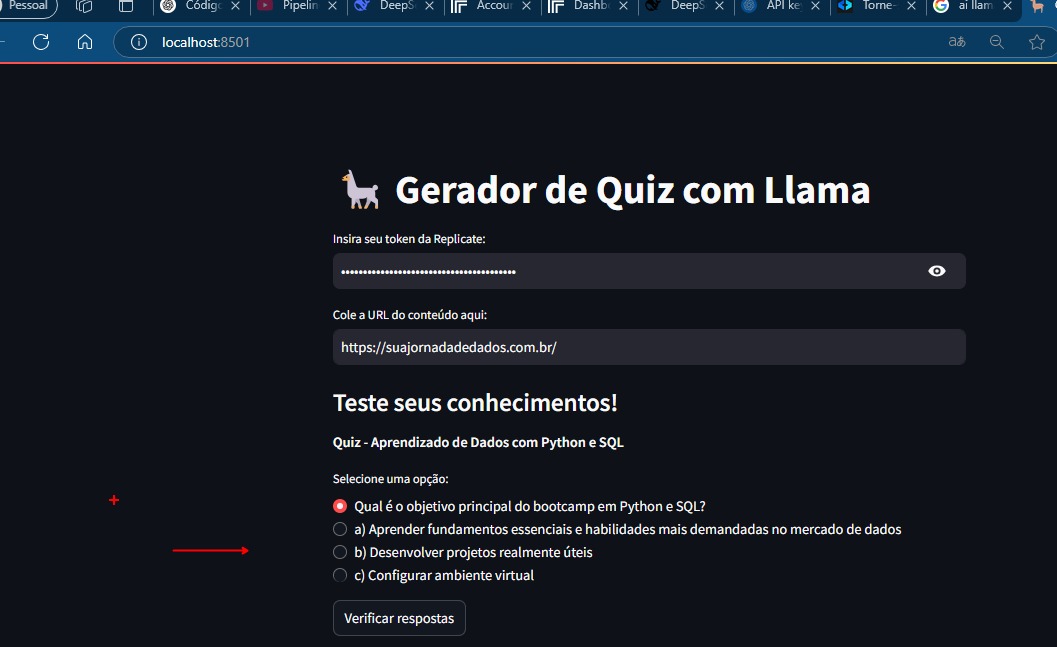 Pessoal Código Pipelin DeepS Accour Dashb DeepS API ke Torne- ai llam
localhost:8501 aあ
Gerador de Quiz com Llama
Insira seu token da Replicate:
Cole a URL do conteúdo aqui:
https://suajornadadedados.com.br/
Teste seus conhecimentos!
Quiz - Aprendizado de Dados com Python e SQL
Selecione uma opção:
Qual é o objetivo principal do bootcamp em Python e SQL?
a) Aprender fundamentos essenciais e habilidades mais demandadas no mercado de dados
b) Desenvolver projetos realmente úteis
c) Configurar ambiente virtual
Verificar respostas